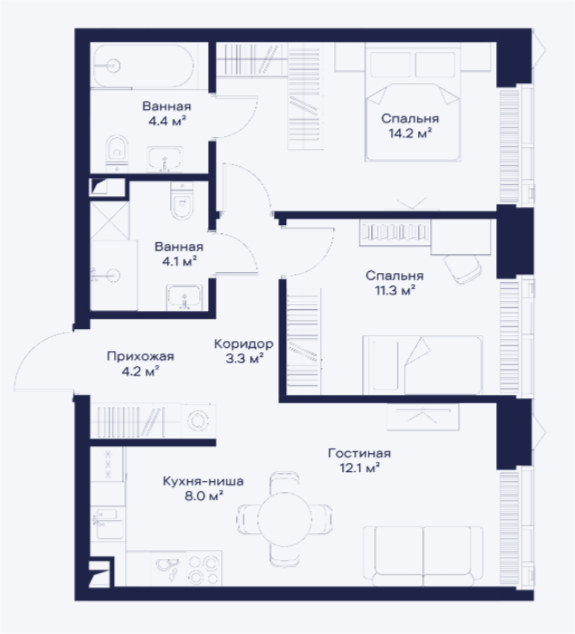 Ванная
4.4 м²
Спальня
14.2 м²
Ванная
4.1 м²
Спальня
11.3 м²
Прихожая
4.2 м²
Коридор
3.3 м²
Гостиная
12.1 м²
Кухня-ниша
8.0 м²